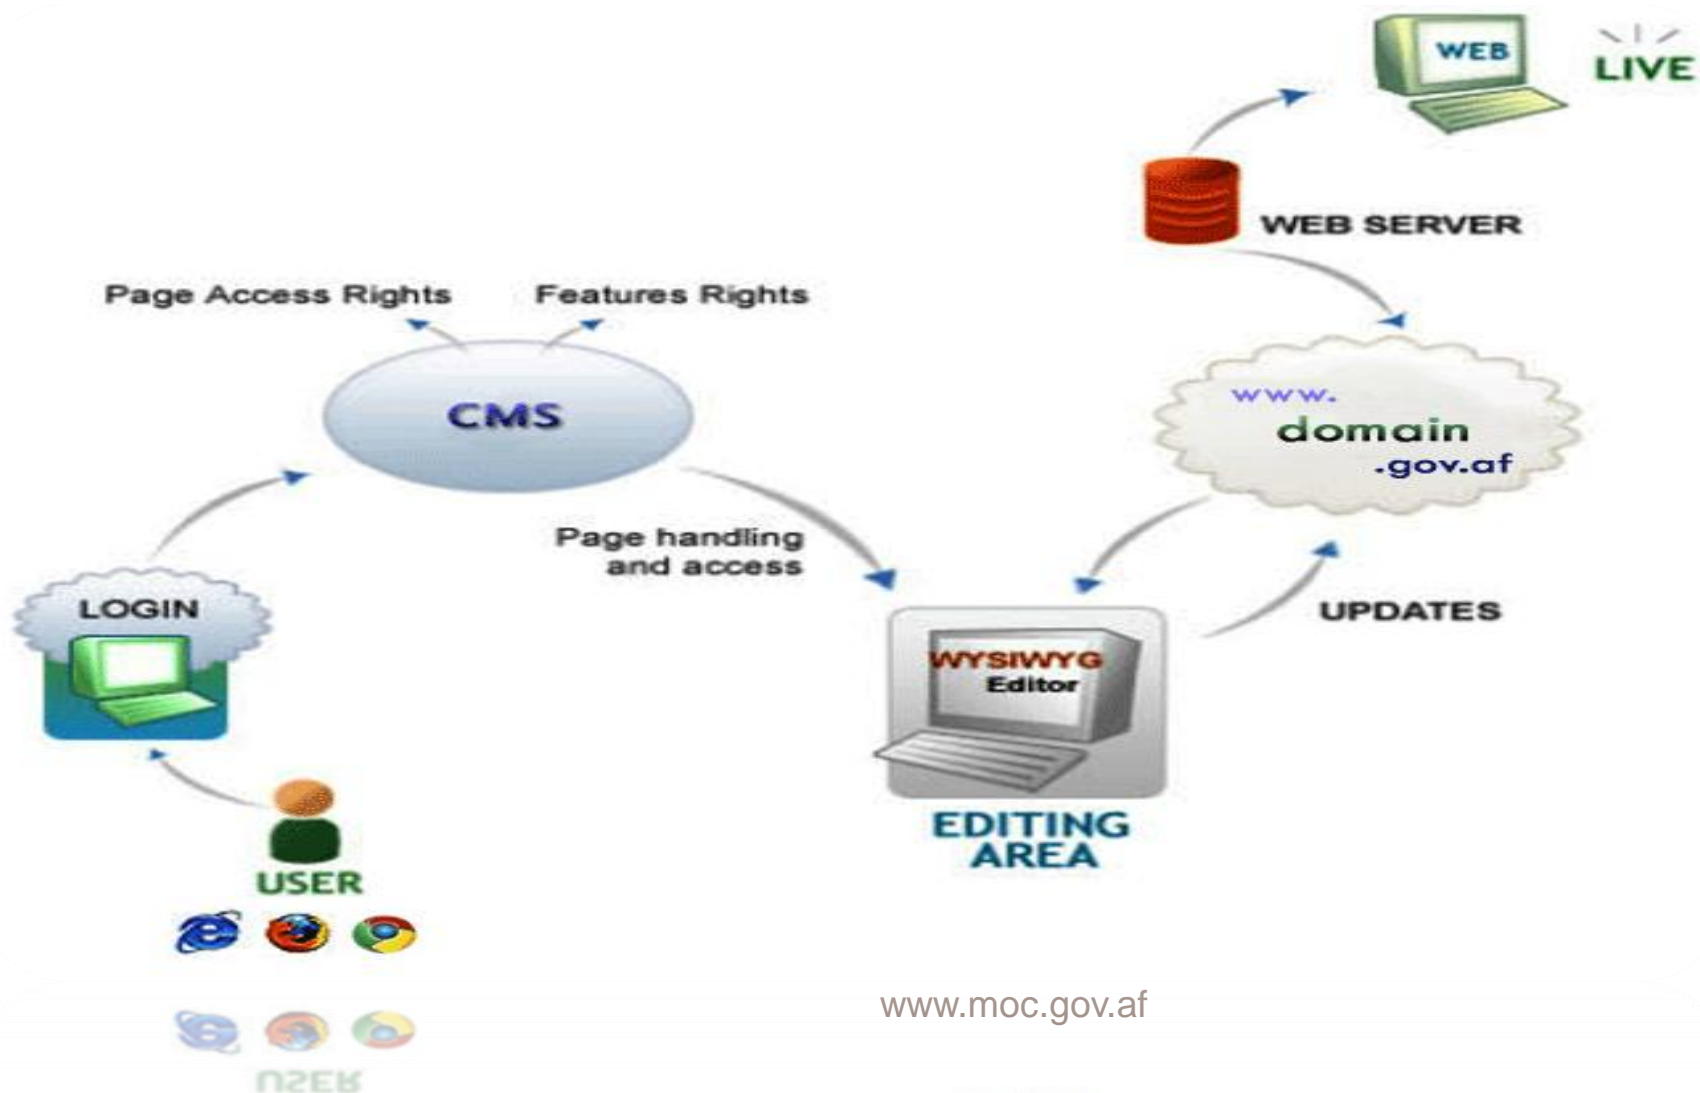 WEB
LIVE
WEB SERVER
Page Access Rights
Features Rights
CMS
www.
domain
.gov.af
Page handling
and access
LOGIN
UPDATES
WYSIWYG
Editor
EDITING
AREA
USER
www.moc.gov.af
USER